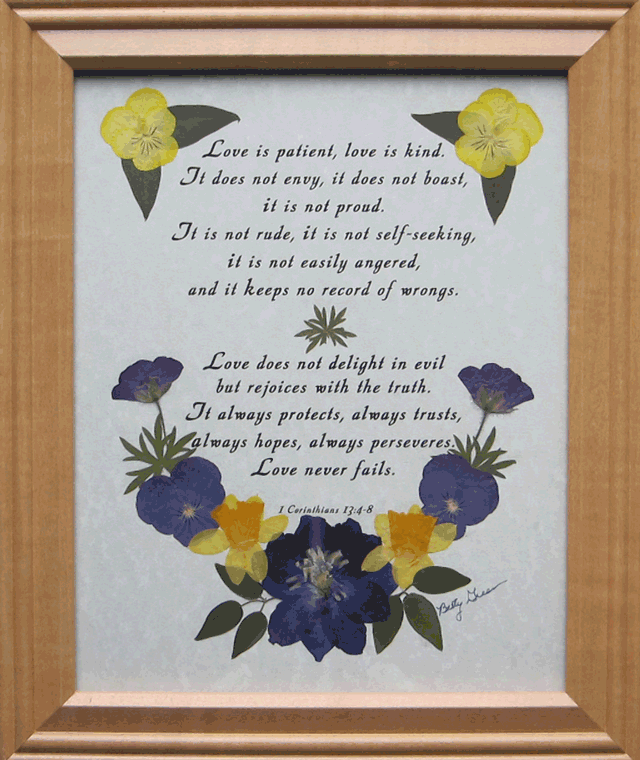 Love is patient, love is kind.
It does not envy, it does not boast,
it is not proud.
It is not rude, it is not self-seeking,
it is not easily angered,
and it keeps no record of wrongs.
Love does not delight in evil
but rejoices with the truth.
It always protects, always trusts,
always hopes, always perseveres.
Love never fails.
1 Corinthians 13:4-8
Betty Green